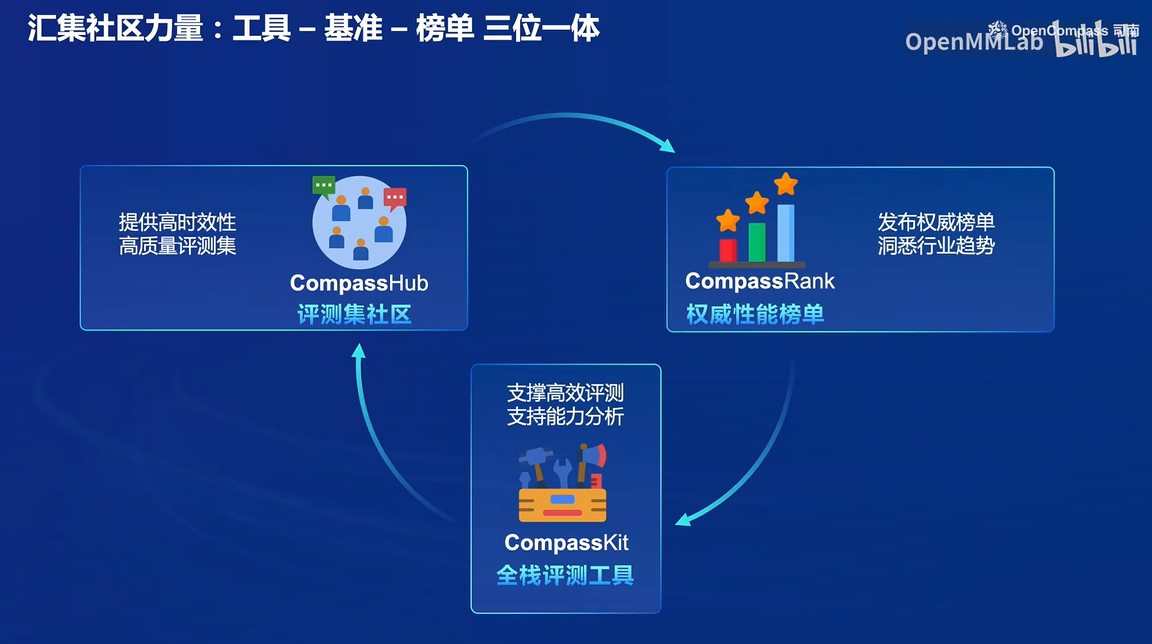 汇集社区力量：工具 – 基准 – 榜单 三位一体
OpenCompass 司南
OpenMMLab bilibili
提供高时效性
高质量评测集
CompassHub
评测集社区
发布权威榜单
洞悉行业趋势
CompassRank
权威性能榜单
支撑高效评测
支持能力分析
CompassKit
全栈评测工具